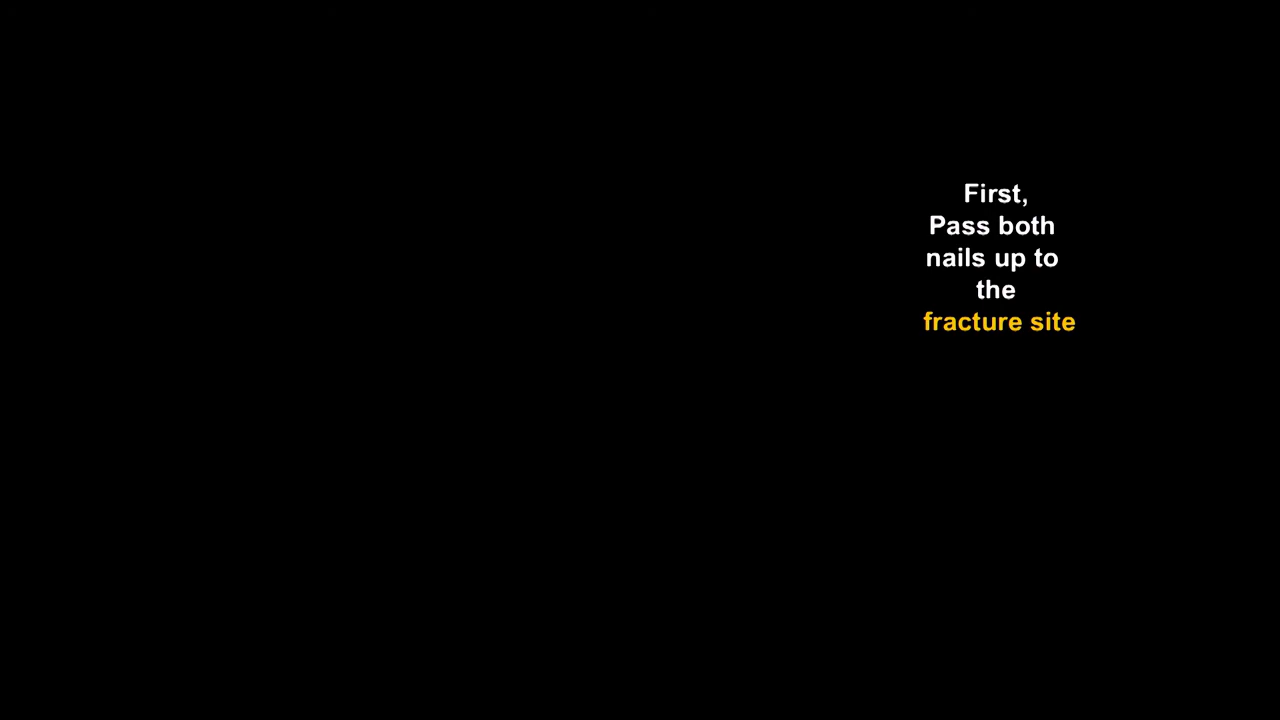 First,
Pass both
nails up to
the
fracture site